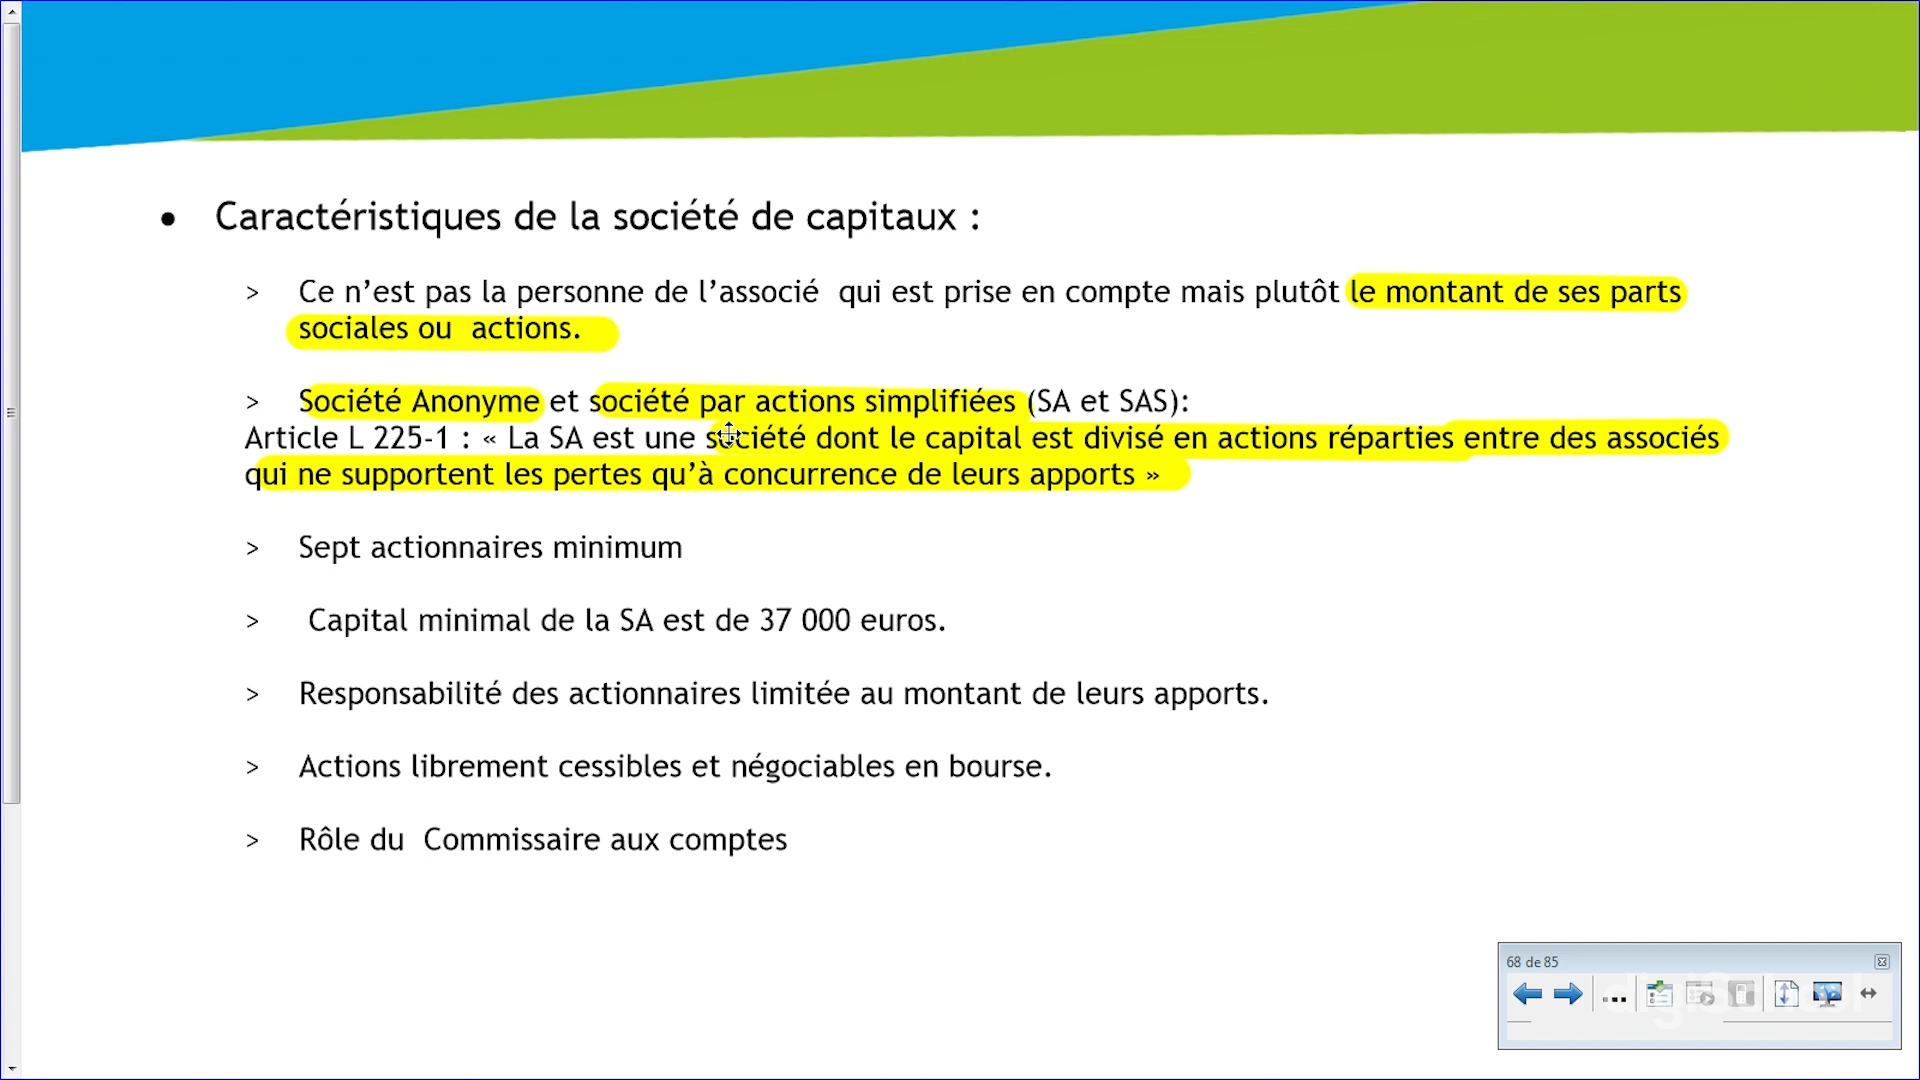 • Caractéristiques de la société de capitaux :
> Ce n’est pas la personne de l’associé qui est prise en compte mais plutôt le montant de ses parts
sociales ou actions.
> Société Anonyme et société par actions simplifiées (SA et SAS):
Article L 225-1 : « La SA est une société dont le capital est divisé en actions réparties entre des associés
qui ne supportent les pertes qu’à concurrence de leurs apports »
> Sept actionnaires minimum
> Capital minimal de la SA est de 37 000 euros.
> Responsabilité des actionnaires limitée au montant de leurs apports.
> Actions librement cessibles et négociables en bourse.
> Rôle du Commissaire aux comptes
68 de 85